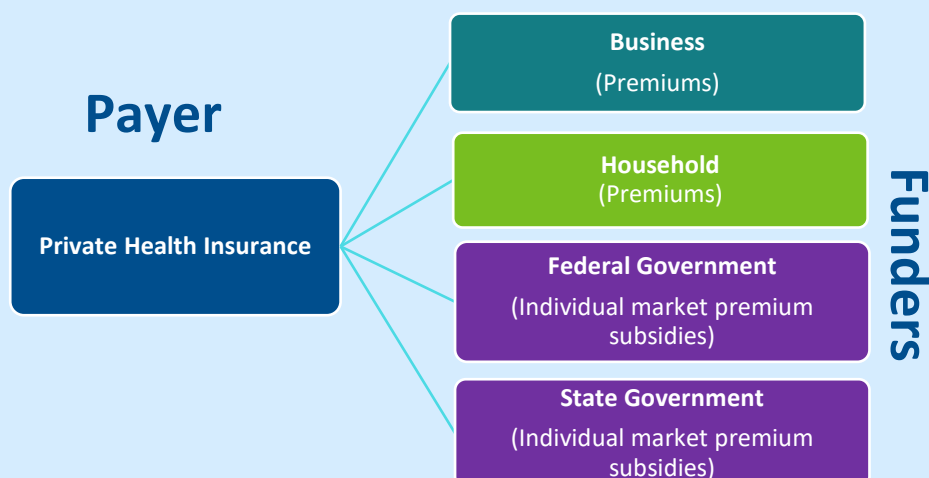 Payer
Private Health Insurance
Business
(Premiums)
Household
(Premiums)
Federal Government
(Individual market premium
subsidies)
State Government
(Individual market premium
subsidies)
Funders